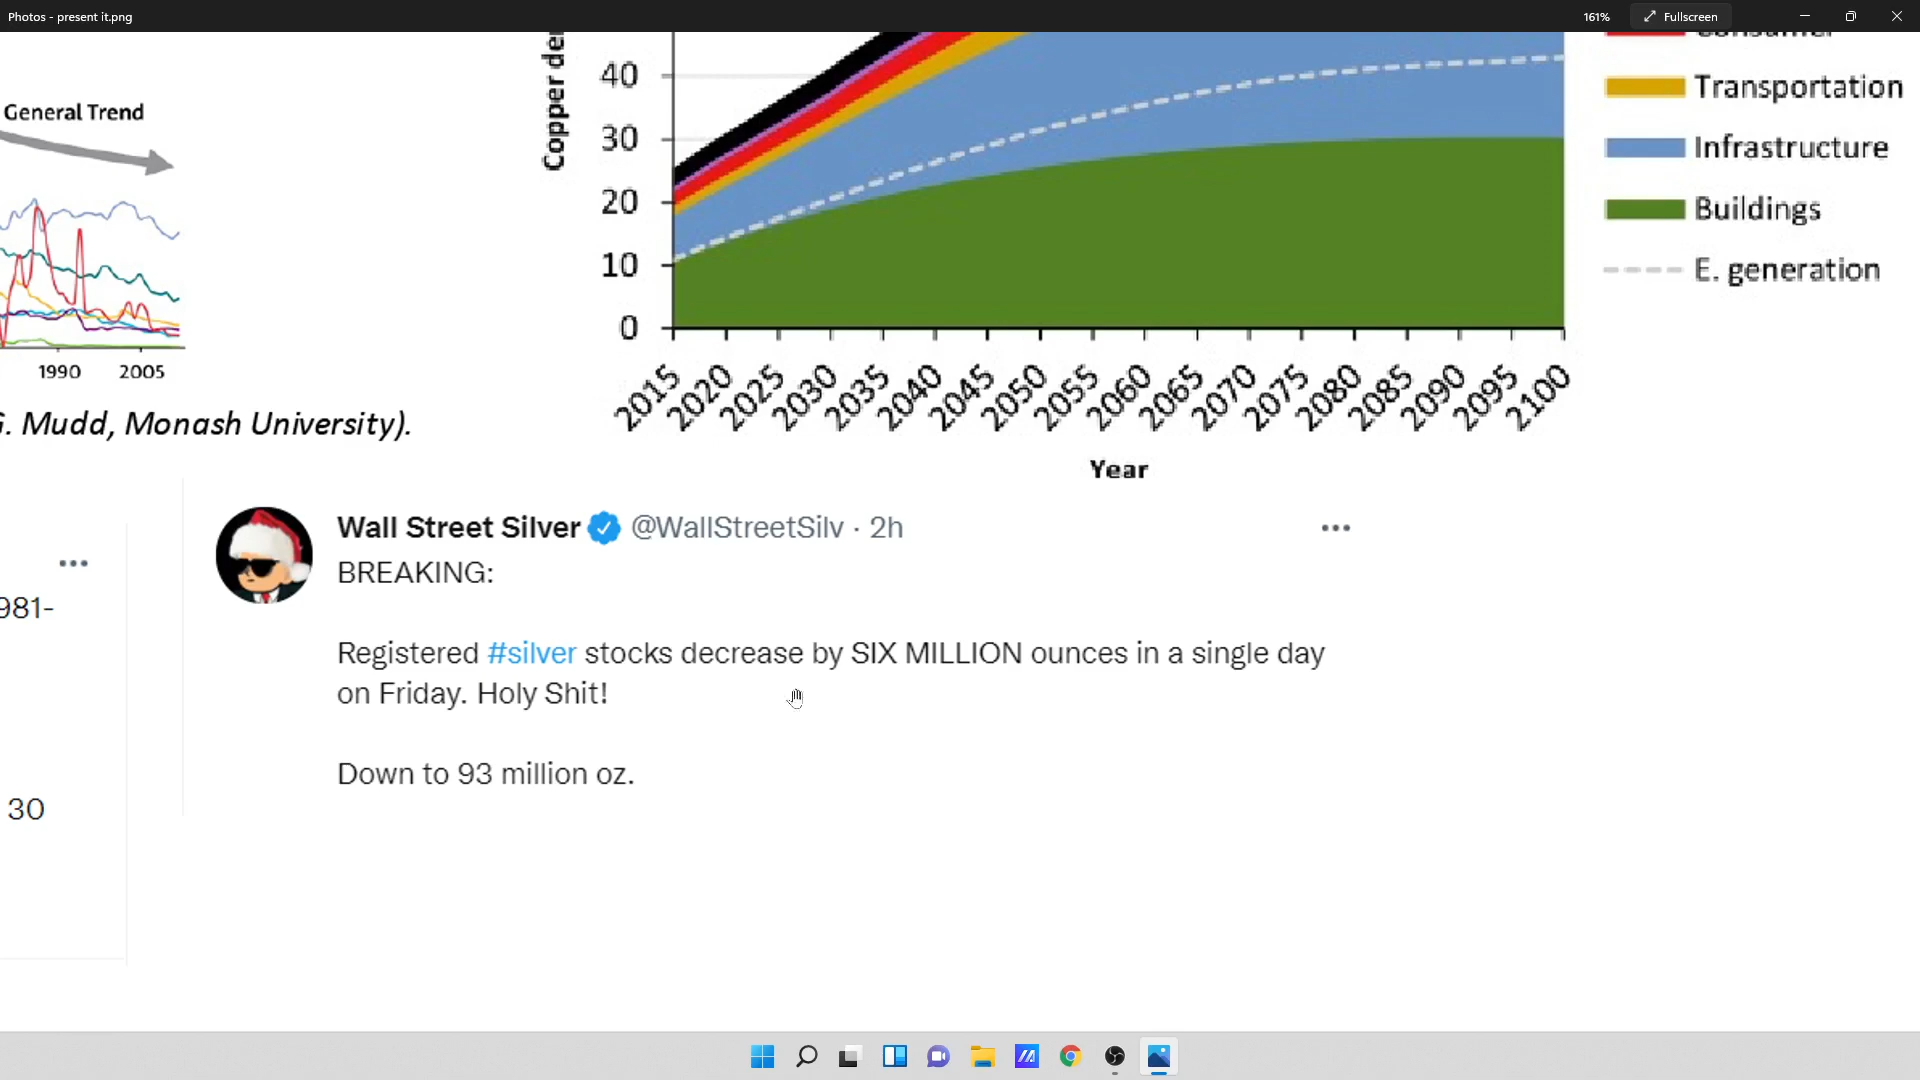 Photos - present it.png
161%
Fullscreen
General Trend
1990 2005
G. Mudd, Monash University).
Copper de
40
30
20
10
0
2015 2020 2025 2030 2035 2040 2045 2050 2055 2060 2065 2070 2075 2080 2085 2090 2095 2100
Year
Consumer
Transportation
Infrastructure
Buildings
E. generation
981-
30
Wall Street Silver @WallStreetSilv · 2h
BREAKING:
Registered #silver stocks decrease by SIX MILLION ounces in a single day
on Friday. Holy Shit!
Down to 93 million oz.